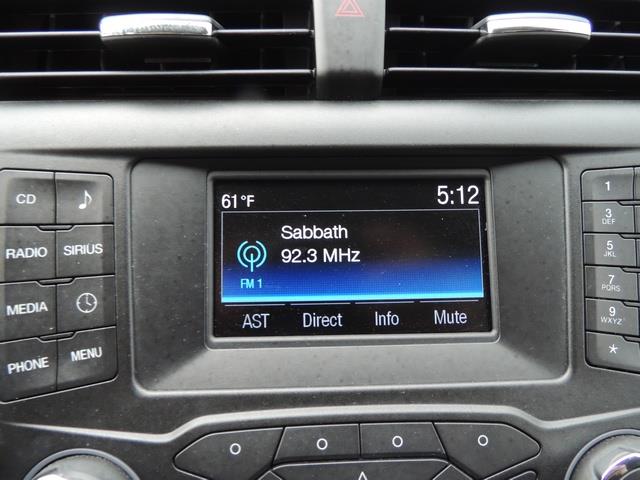 61°F 5:12
Sabbath
92.3 MHz
FM 1
AST Direct Info Mute
CD
RADIO SIRIUS
MEDIA
PHONE MENU
1
3 DEF
5 JKL
7 PQRS
9 WXYZ
*